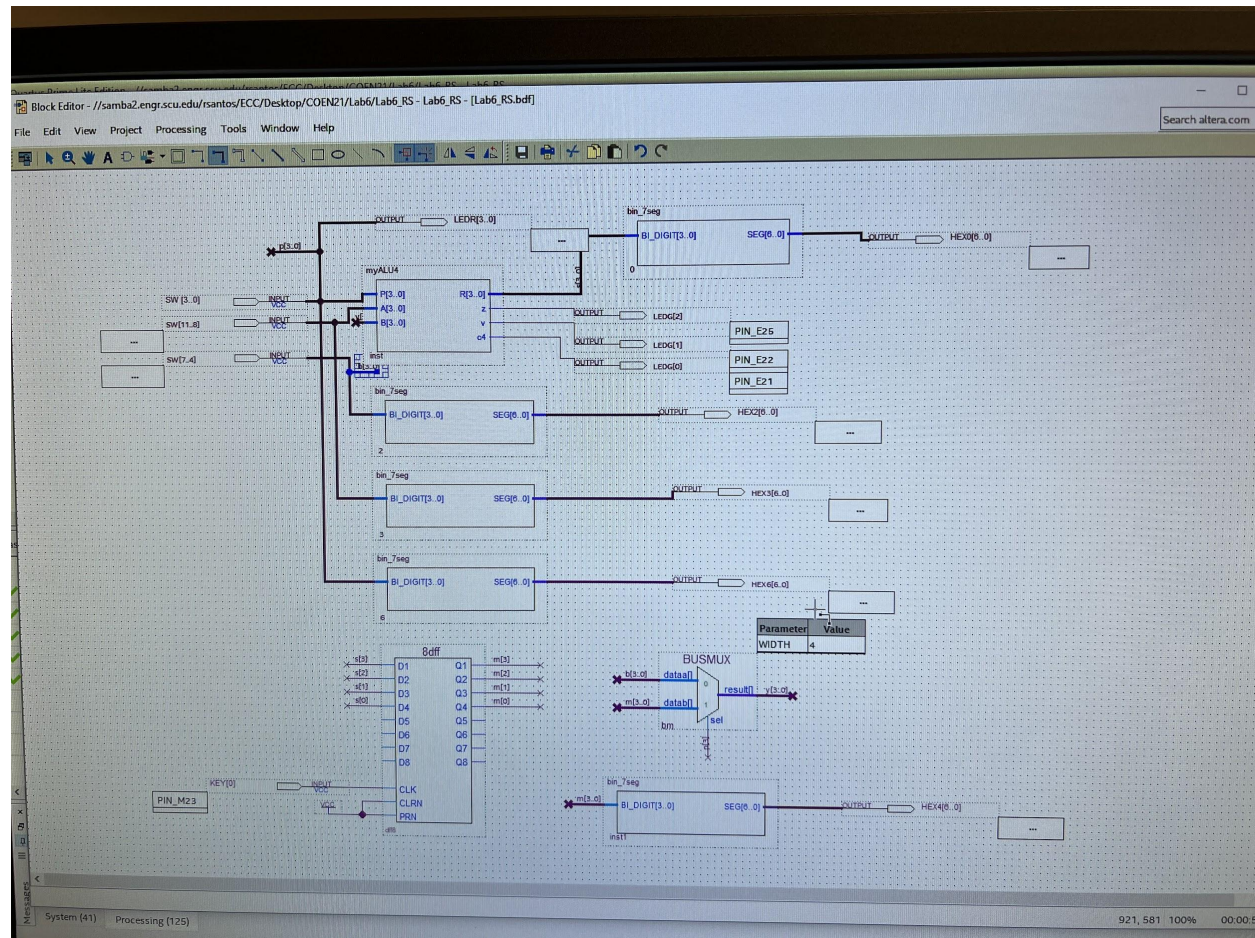 Block Editor - //samba2.engr.scu.edu/rsantos/ECC/Desktop/COEN21/Lab6/Lab6_RS - Lab6_RS - [Lab6_RS.bdf]
Search altera.com
File Edit View Project Processing Tools Window Help
OUTPUT LEDR[3..0]
p[3..0]
bin_7seg
BI_DIGIT[3..0] SEG[6..0]
0
OUTPUT HEX0[6..0]
...
...
myALU4
P[3..0] R[3..0]
A[3..0] z
B[3..0] v
c4
inst
s[3..0]
SW [3..0] INPUT VCC
SW[11..8] INPUT VCC
...
SW[7..4] INPUT VCC
...
b[3..0]
OUTPUT LEDG[2]
OUTPUT LEDG[1]
OUTPUT LEDG[0]
PIN_E25
PIN_E22
PIN_E21
bin_7seg
BI_DIGIT[3..0] SEG[6..0]
2
OUTPUT HEX2[6..0]
...
bin_7seg
BI_DIGIT[3..0] SEG[6..0]
3
OUTPUT HEX3[6..0]
...
bin_7seg
BI_DIGIT[3..0] SEG[6..0]
6
OUTPUT HEX6[6..0]
...
Parameter Value
WIDTH 4
8dff
s[3] D1 Q1 m[3]
s[2] D2 Q2 m[2]
s[1] D3 Q3 m[1]
s[0] D4 Q4 m[0]
D5 Q5
D6 Q6
D7 Q7
D8 Q8
CLK
CLRN
PRN
KEY[0] INPUT VCC
PIN_M23
VCC
BUSMUX
b[3..0] dataa[] 0
result[] y[3..0]
m[3..0] datab[] 1
sel
bm
p[3]
bin_7seg
m[3..0] BI_DIGIT[3..0] SEG[6..0]
inst1
OUTPUT HEX4[6..0]
...
Messages
System (41) Processing (125)
921, 581 100%